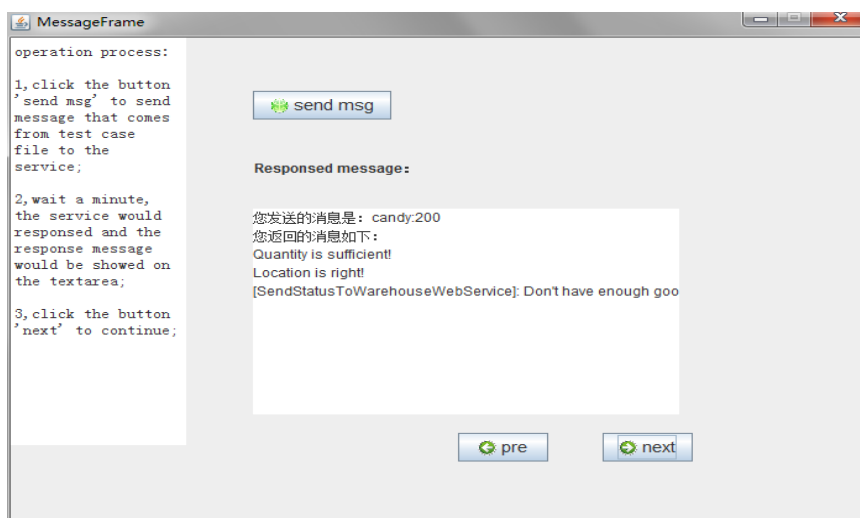 MessageFrame
operation process:
1,click the button
'send msg' to send
message that comes
from test case
file to the
service;
2,wait a minute,
the service would
responsed and the
response message
would be showed on
the textarea;
3,click the button
'next' to continue;
send msg
Responsed message:
您发送的消息是: candy:200
您返回的消息如下:
Quantity is sufficient!
Location is right!
[SendStatusToWarehouseWebService]: Don't have enough goo
pre
next